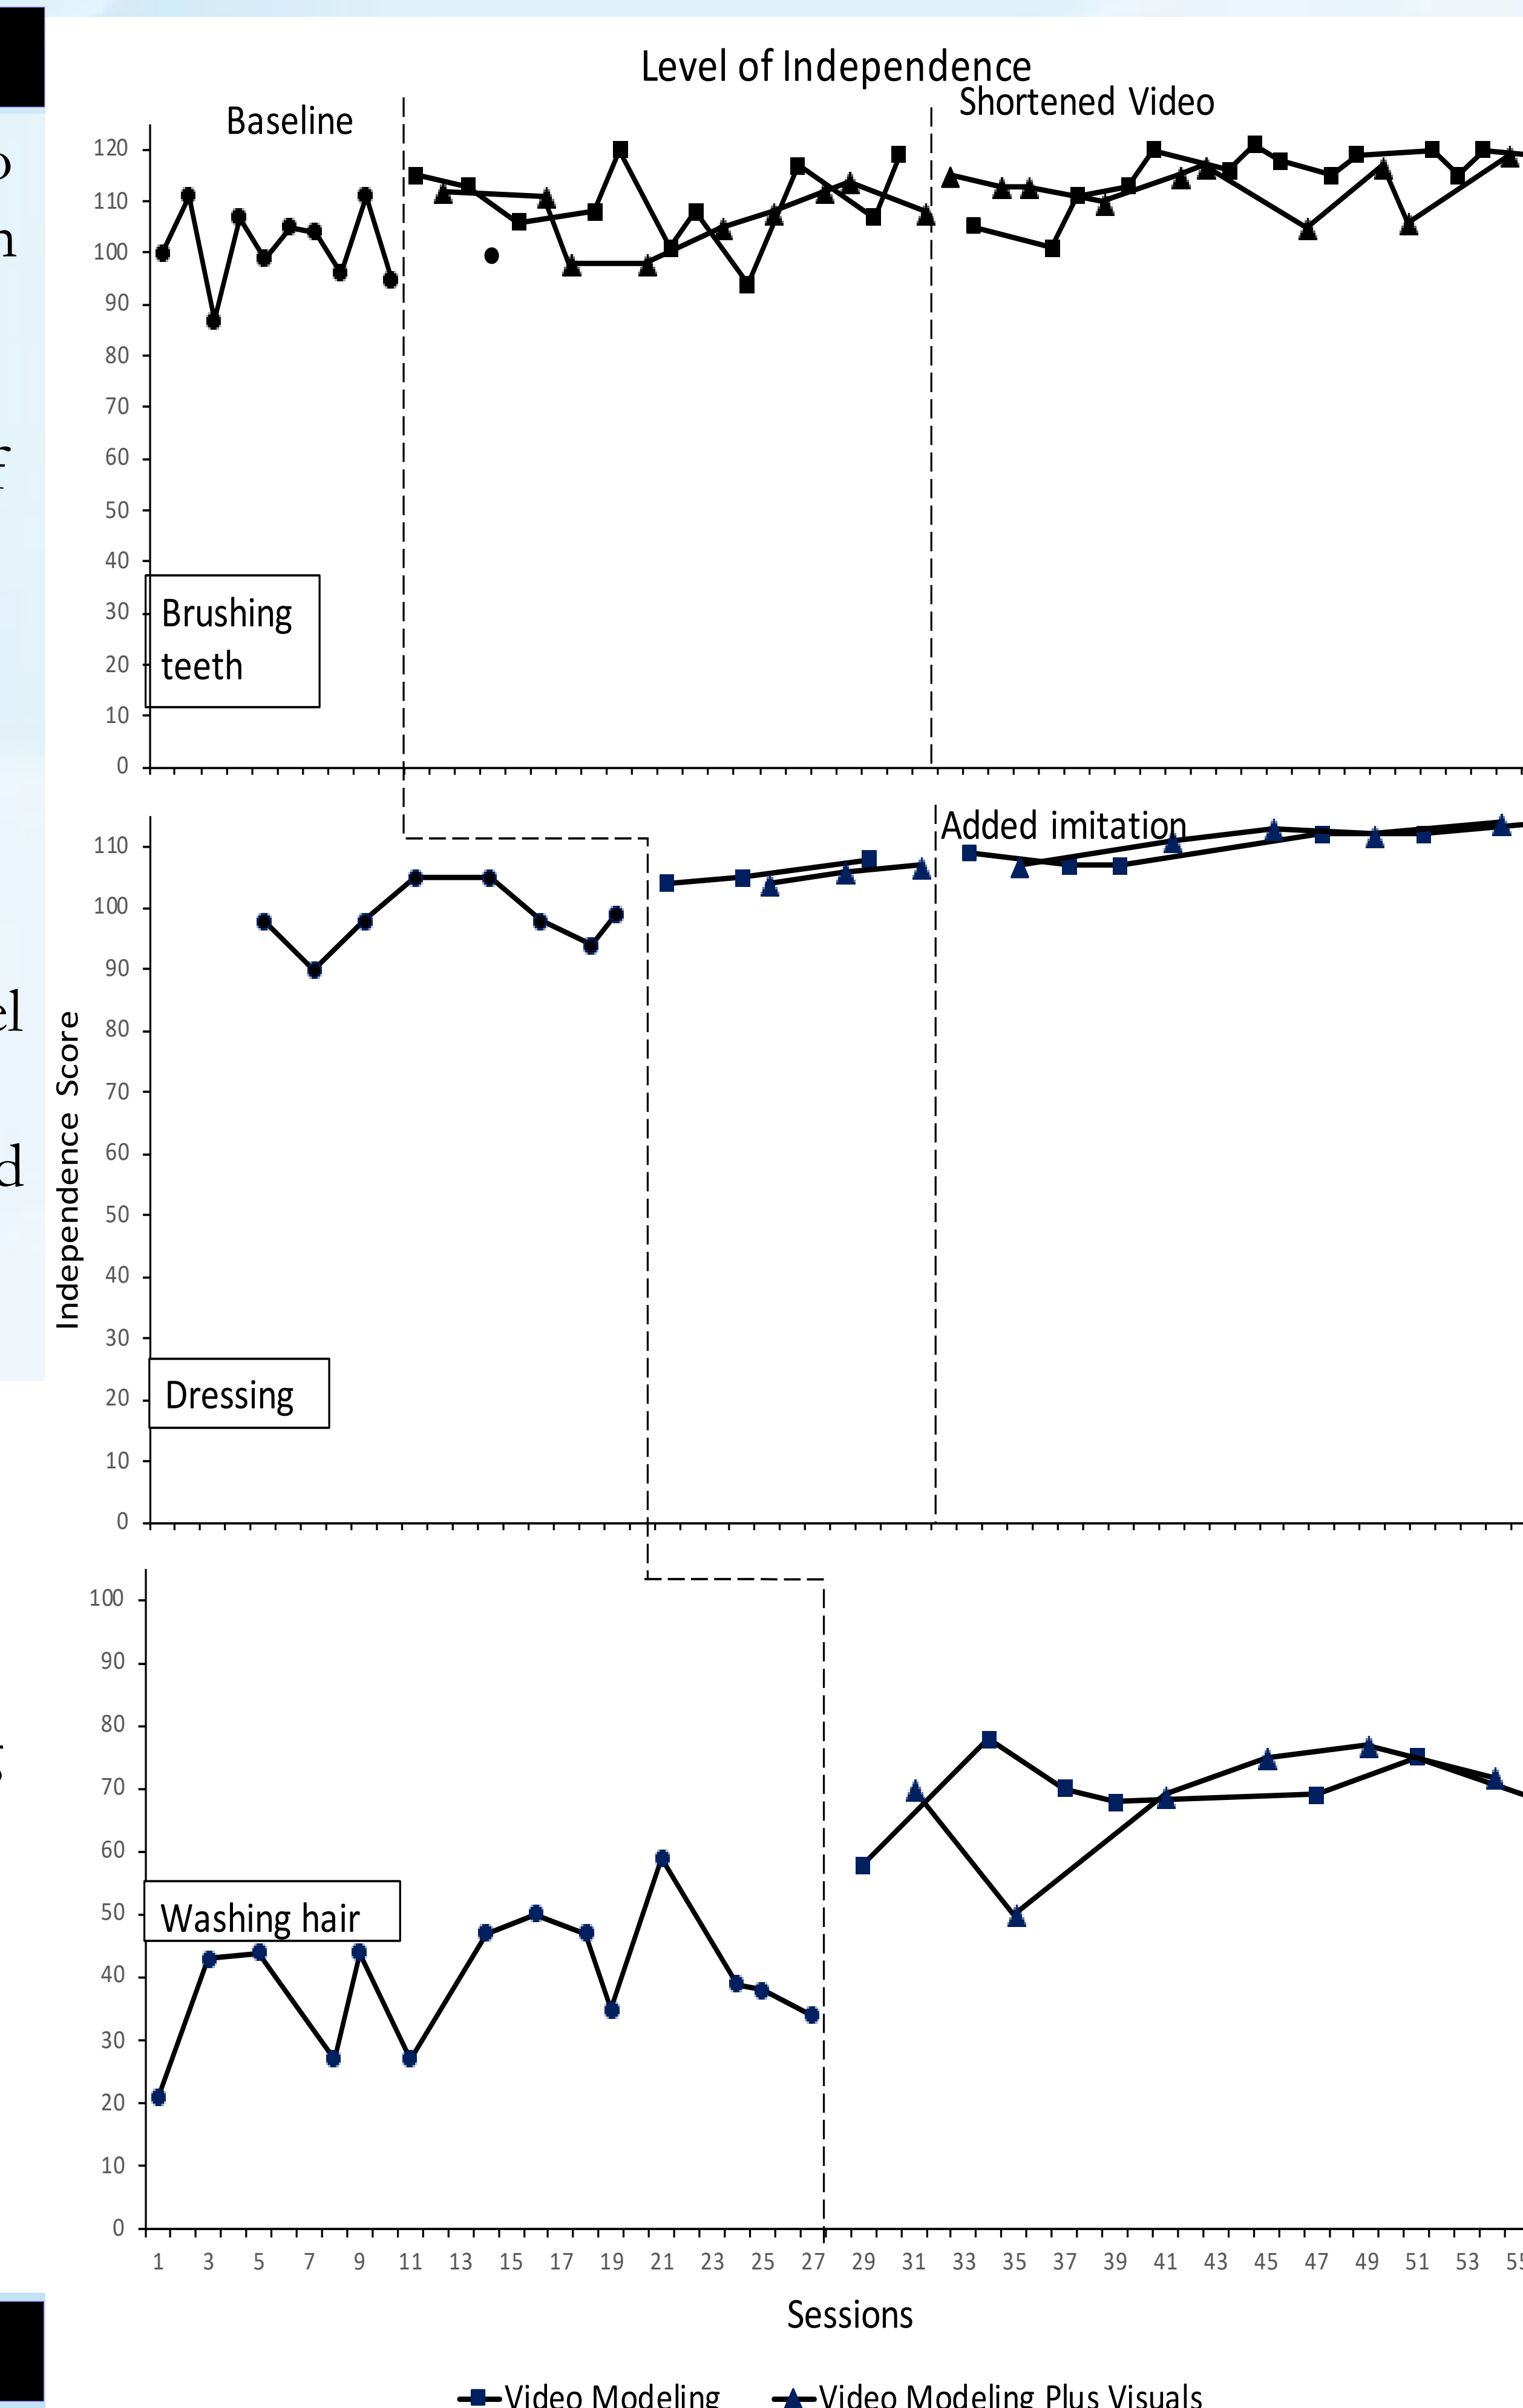 Level of Independence
Baseline
Shortened Video
120
110
100
90
80
70
60
50
40
30
20
10
0
Brushing
teeth
Added imitation
110
100
90
80
70
60
50
40
30
20
10
0
Dressing
Independence Score
100
90
80
70
60
50
40
30
20
10
0
Washing hair
1 3 5 7 9 11 13 15 17 19 21 23 25 27 29 31 33 35 37 39 41 43 45 47 49 51 53 55
Sessions
Video Modeling Video Modeling Plus Visuals
o
n
f
el
d
g